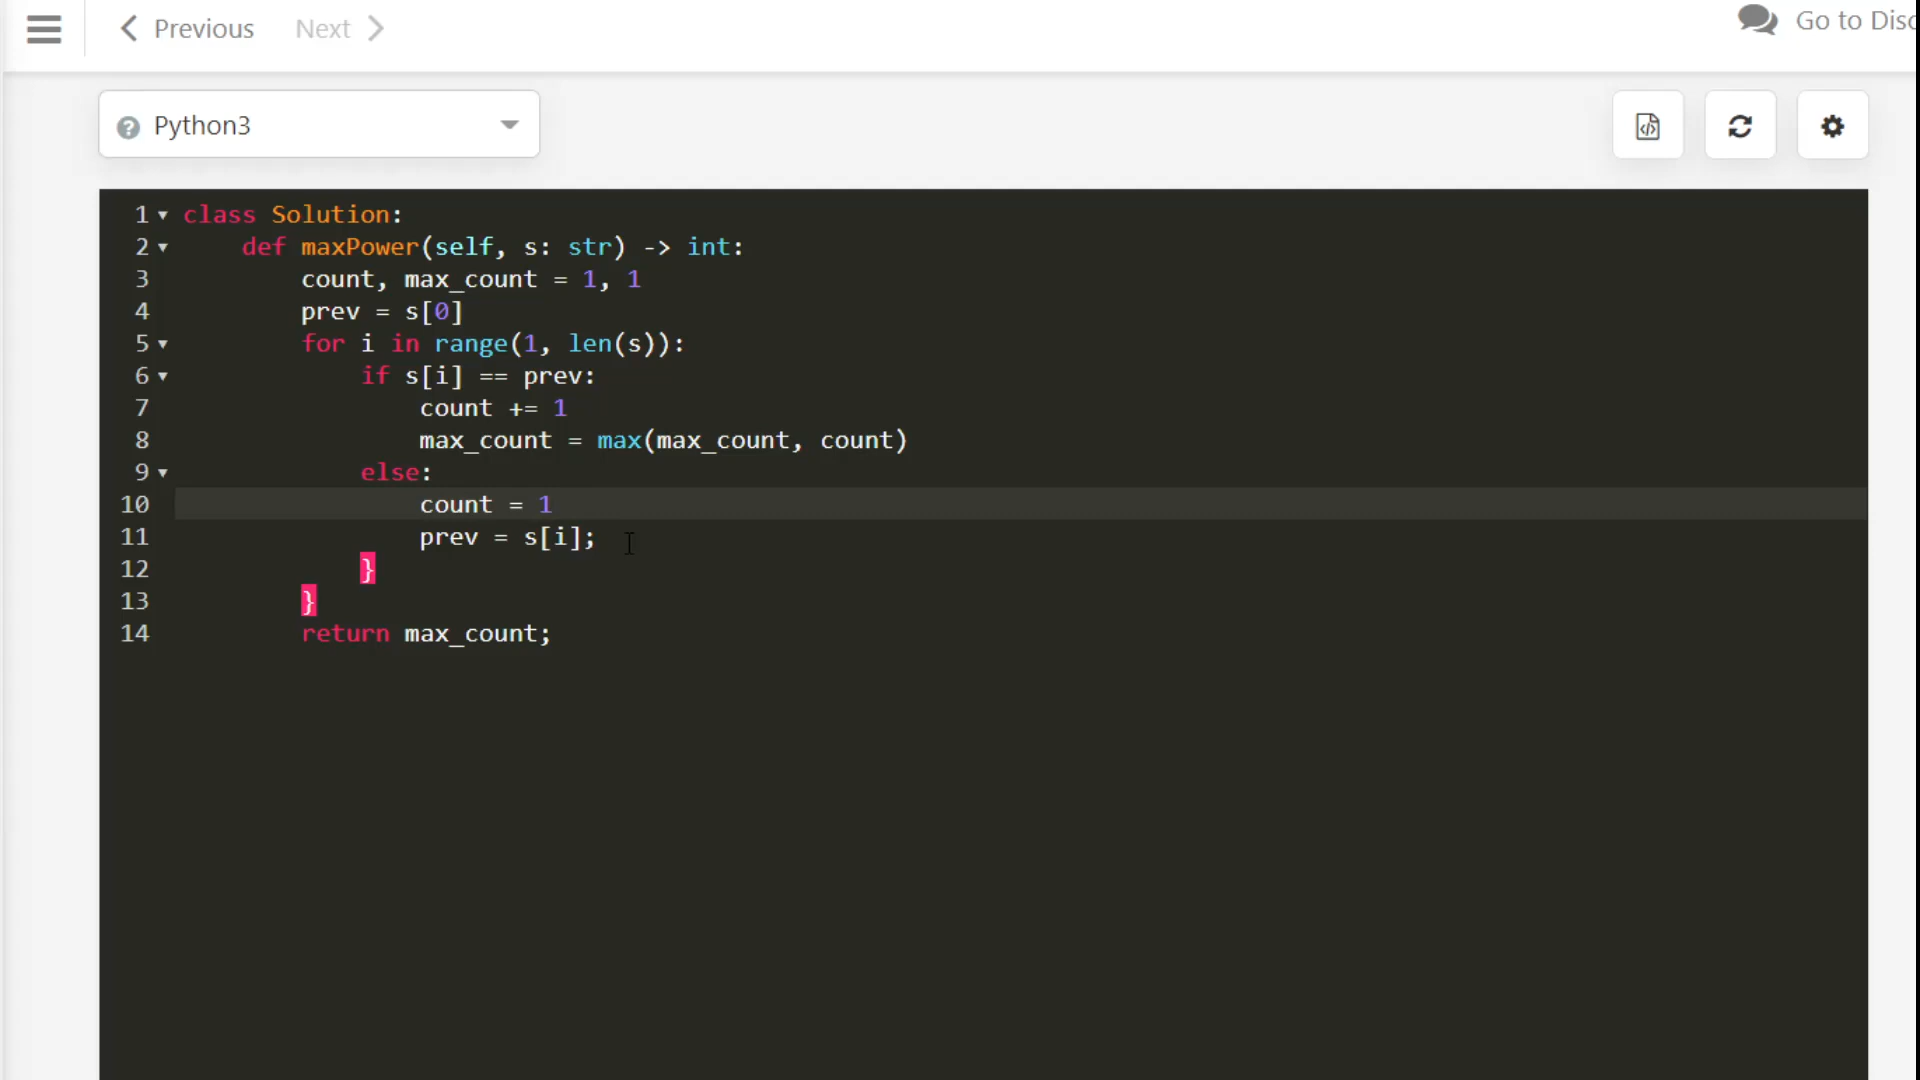 Previous Next Go to Disc
Python3
1 class Solution:
2     def maxPower(self, s: str) -> int:
3         count, max_count = 1, 1
4         prev = s[0]
5         for i in range(1, len(s)):
6             if s[i] == prev:
7                 count += 1
8                 max_count = max(max_count, count)
9             else:
10                 count = 1
11                 prev = s[i];
12             }
13         }
14         return max_count;